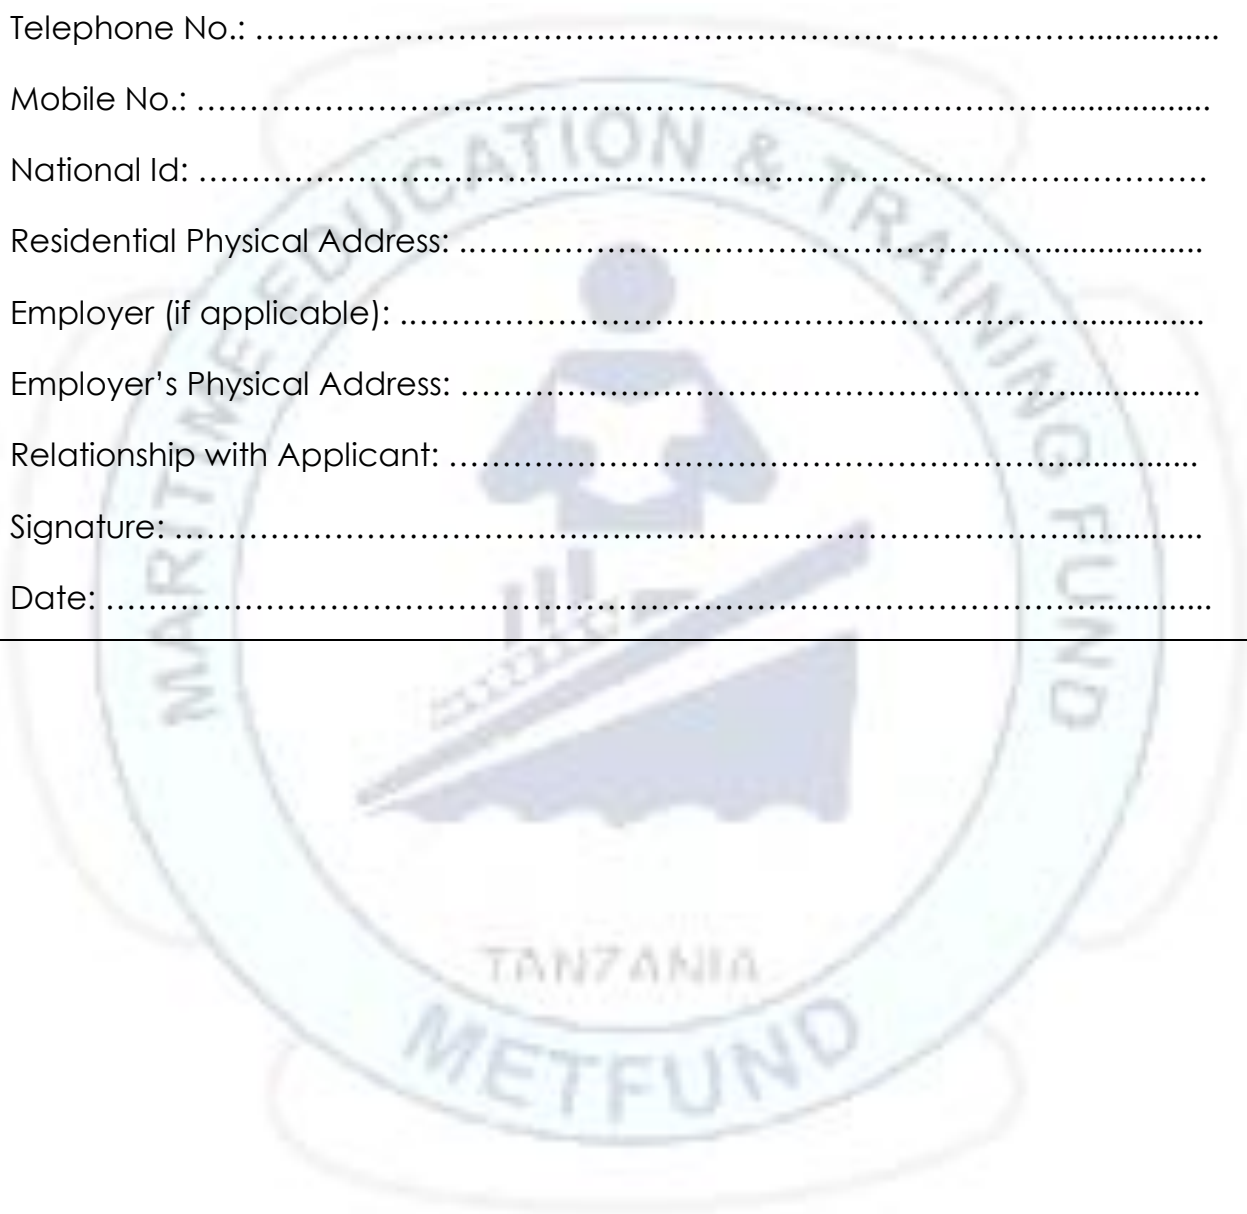 Telephone No.: ……………………………………………………………………………...............
Mobile No.: ………………………………………………………………………..................
National Id: ………………………………………………………………………….…………
Residential Physical Address: ..……………………………………………...................
Employer (if applicable): ..…………………………………………………….............
Employer’s Physical Address: ……………………………………………...............
Relationship with Applicant: ……………………………………………...............
Signature: ...……………………………………………………………………...............
Date: ……………………………………………………………………………….............
MARITIME EDUCATION & TRAINING FUND
TANZANIA
METFUND